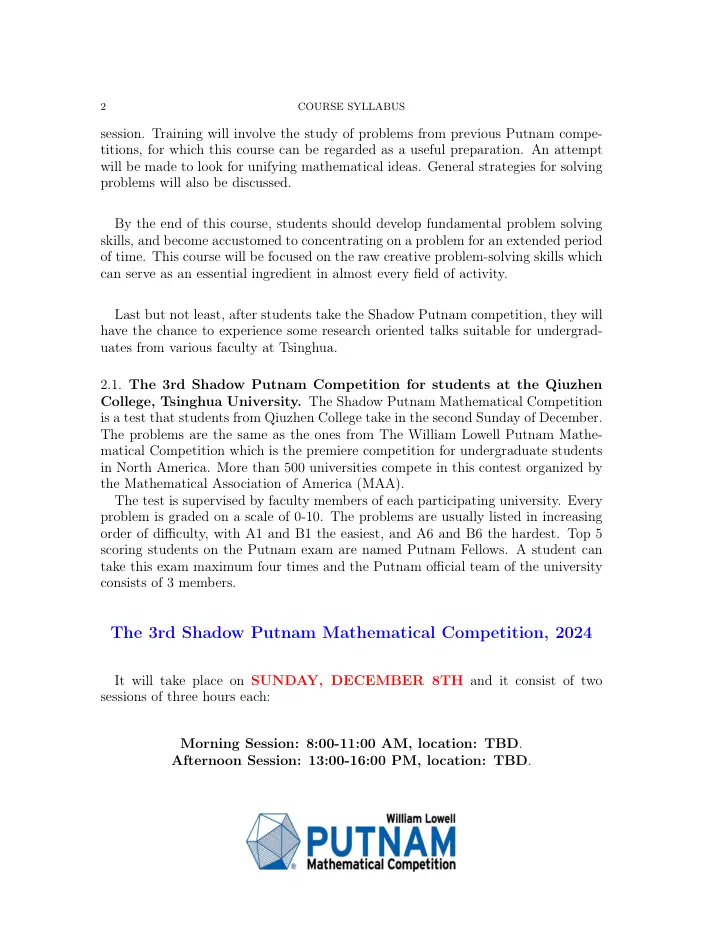 2 COURSE SYLLABUS
session. Training will involve the study of problems from previous Putnam compe-
titions, for which this course can be regarded as a useful preparation. An attempt
will be made to look for unifying mathematical ideas. General strategies for solving
problems will also be discussed.
By the end of this course, students should develop fundamental problem solving
skills, and become accustomed to concentrating on a problem for an extended period
of time. This course will be focused on the raw creative problem-solving skills which
can serve as an essential ingredient in almost every field of activity.
Last but not least, after students take the Shadow Putnam competition, they will
have the chance to experience some research oriented talks suitable for undergrad-
uates from various faculty at Tsinghua.
2.1. The 3rd Shadow Putnam Competition for students at the Qiuzhen
College, Tsinghua University. The Shadow Putnam Mathematical Competition
is a test that students from Qiuzhen College take in the second Sunday of December.
The problems are the same as the ones from The William Lowell Putnam Mathe-
matical Competition which is the premiere competition for undergraduate students
in North America. More than 500 universities compete in this contest organized by
the Mathematical Association of America (MAA).
The test is supervised by faculty members of each participating university. Every
problem is graded on a scale of 0-10. The problems are usually listed in increasing
order of difficulty, with A1 and B1 the easiest, and A6 and B6 the hardest. Top 5
scoring students on the Putnam exam are named Putnam Fellows. A student can
take this exam maximum four times and the Putnam official team of the university
consists of 3 members.
The 3rd Shadow Putnam Mathematical Competition, 2024
It will take place on SUNDAY, DECEMBER 8TH and it consist of two
sessions of three hours each:
Morning Session: 8:00-11:00 AM, location: TBD.
Afternoon Session: 13:00-16:00 PM, location: TBD.
William Lowell
PUTNAM
® Mathematical Competition